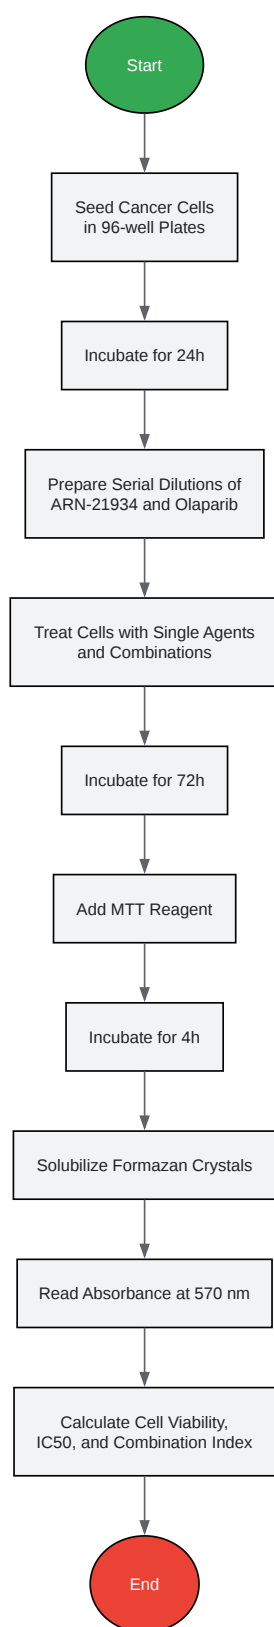 Start
Seed Cancer Cells
in 96-well Plates
Incubate for 24h
Prepare Serial Dilutions of
ARN-21934 and Olaparib
Treat Cells with Single Agents
and Combinations
Incubate for 72h
Add MTT Reagent
Incubate for 4h
Solubilize Formazan Crystals
Read Absorbance at 570 nm
Calculate Cell Viability,
IC50, and Combination Index
End